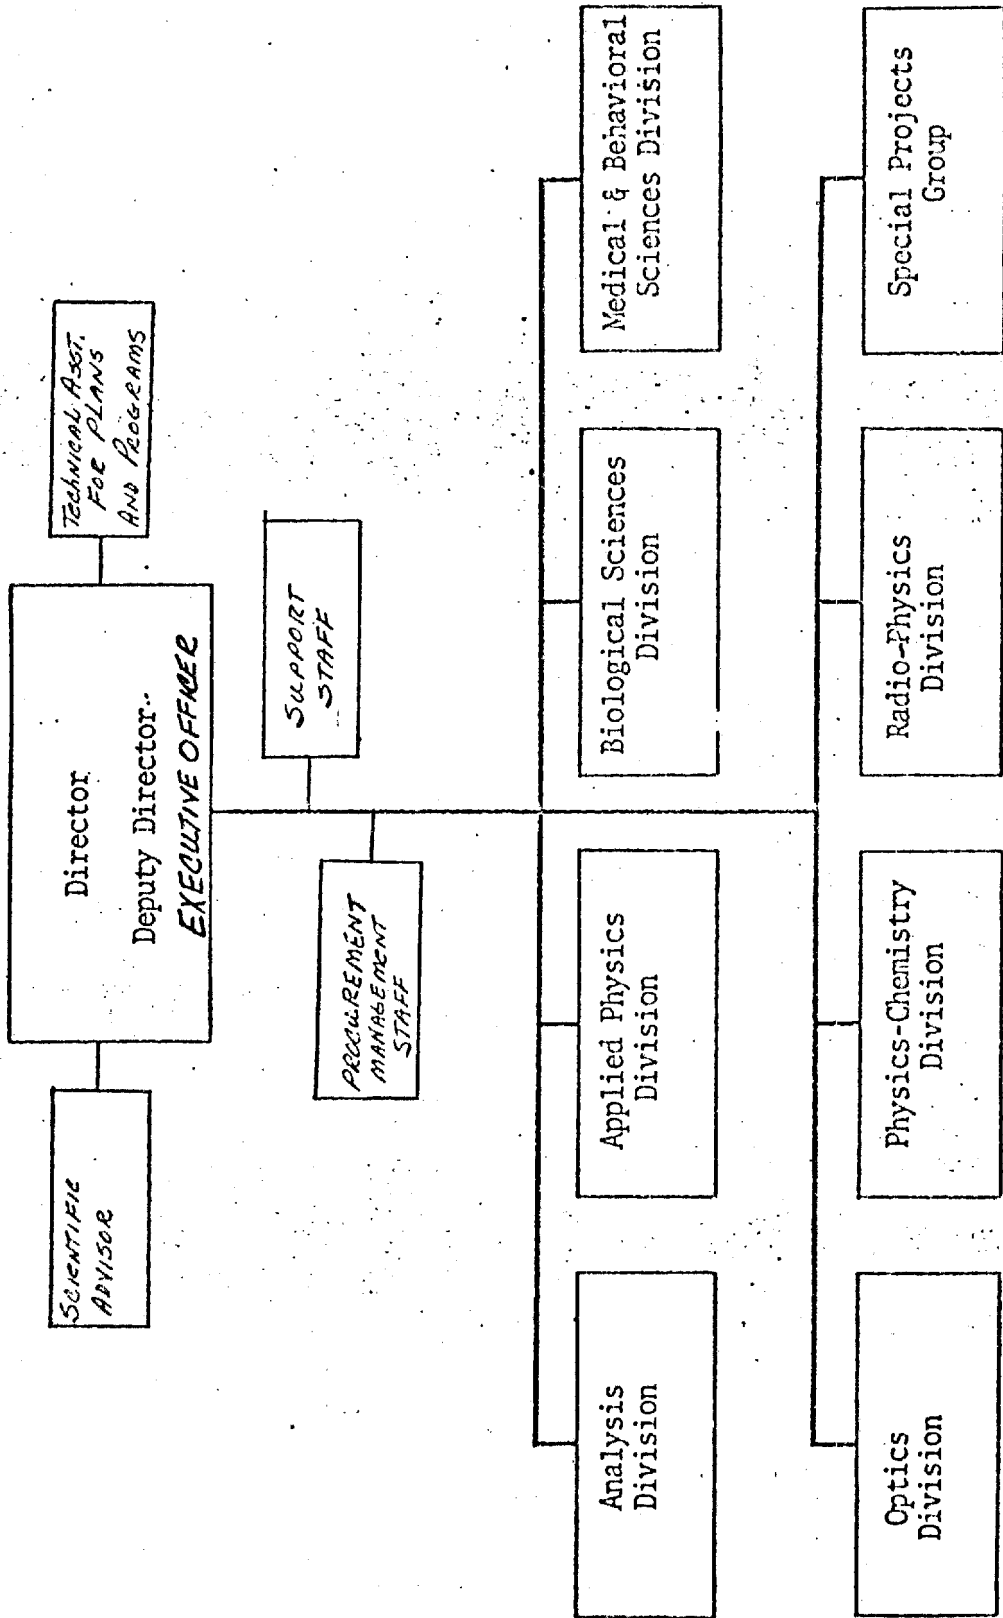 Director
Deputy Director
EXECUTIVE OFFICER
SCIENTIFIC
ADVISOR
TECHNICAL ASST.
FOR PLANS
AND PROGRAMS
SUPPORT
STAFF
PROCUREMENT
MANAGEMENT
STAFF
Analysis
Division
Applied Physics
Division
Biological Sciences
Division
Medical & Behavioral
Sciences Division
Optics
Division
Physics-Chemistry
Division
Radio-Physics
Division
Special Projects
Group